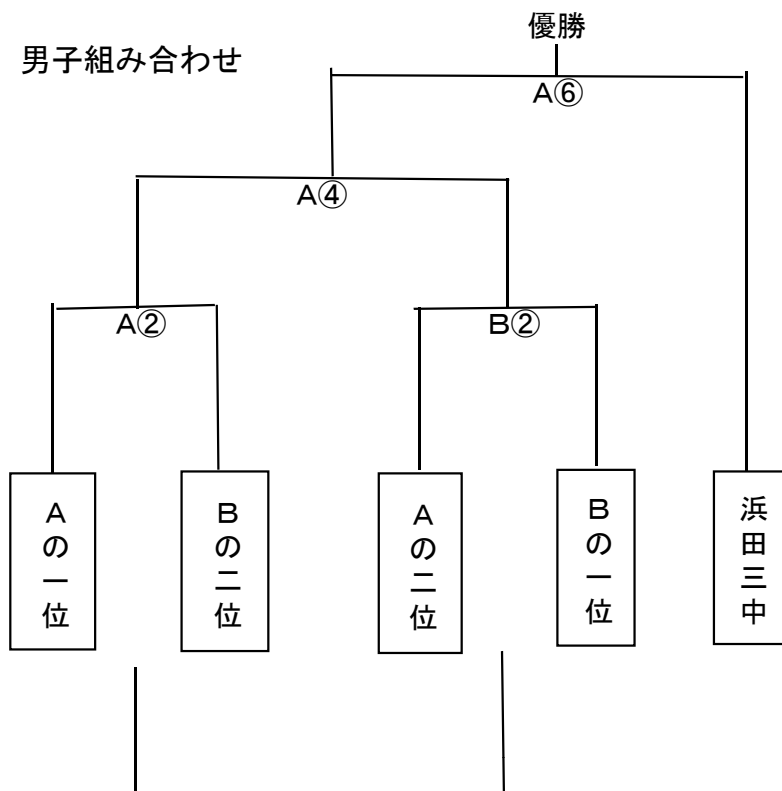 優勝
男子組み合わせ
A⑥
A④
A②
B②
Aの一位
Bの二位
Aの二位
Bの一位
浜田三中